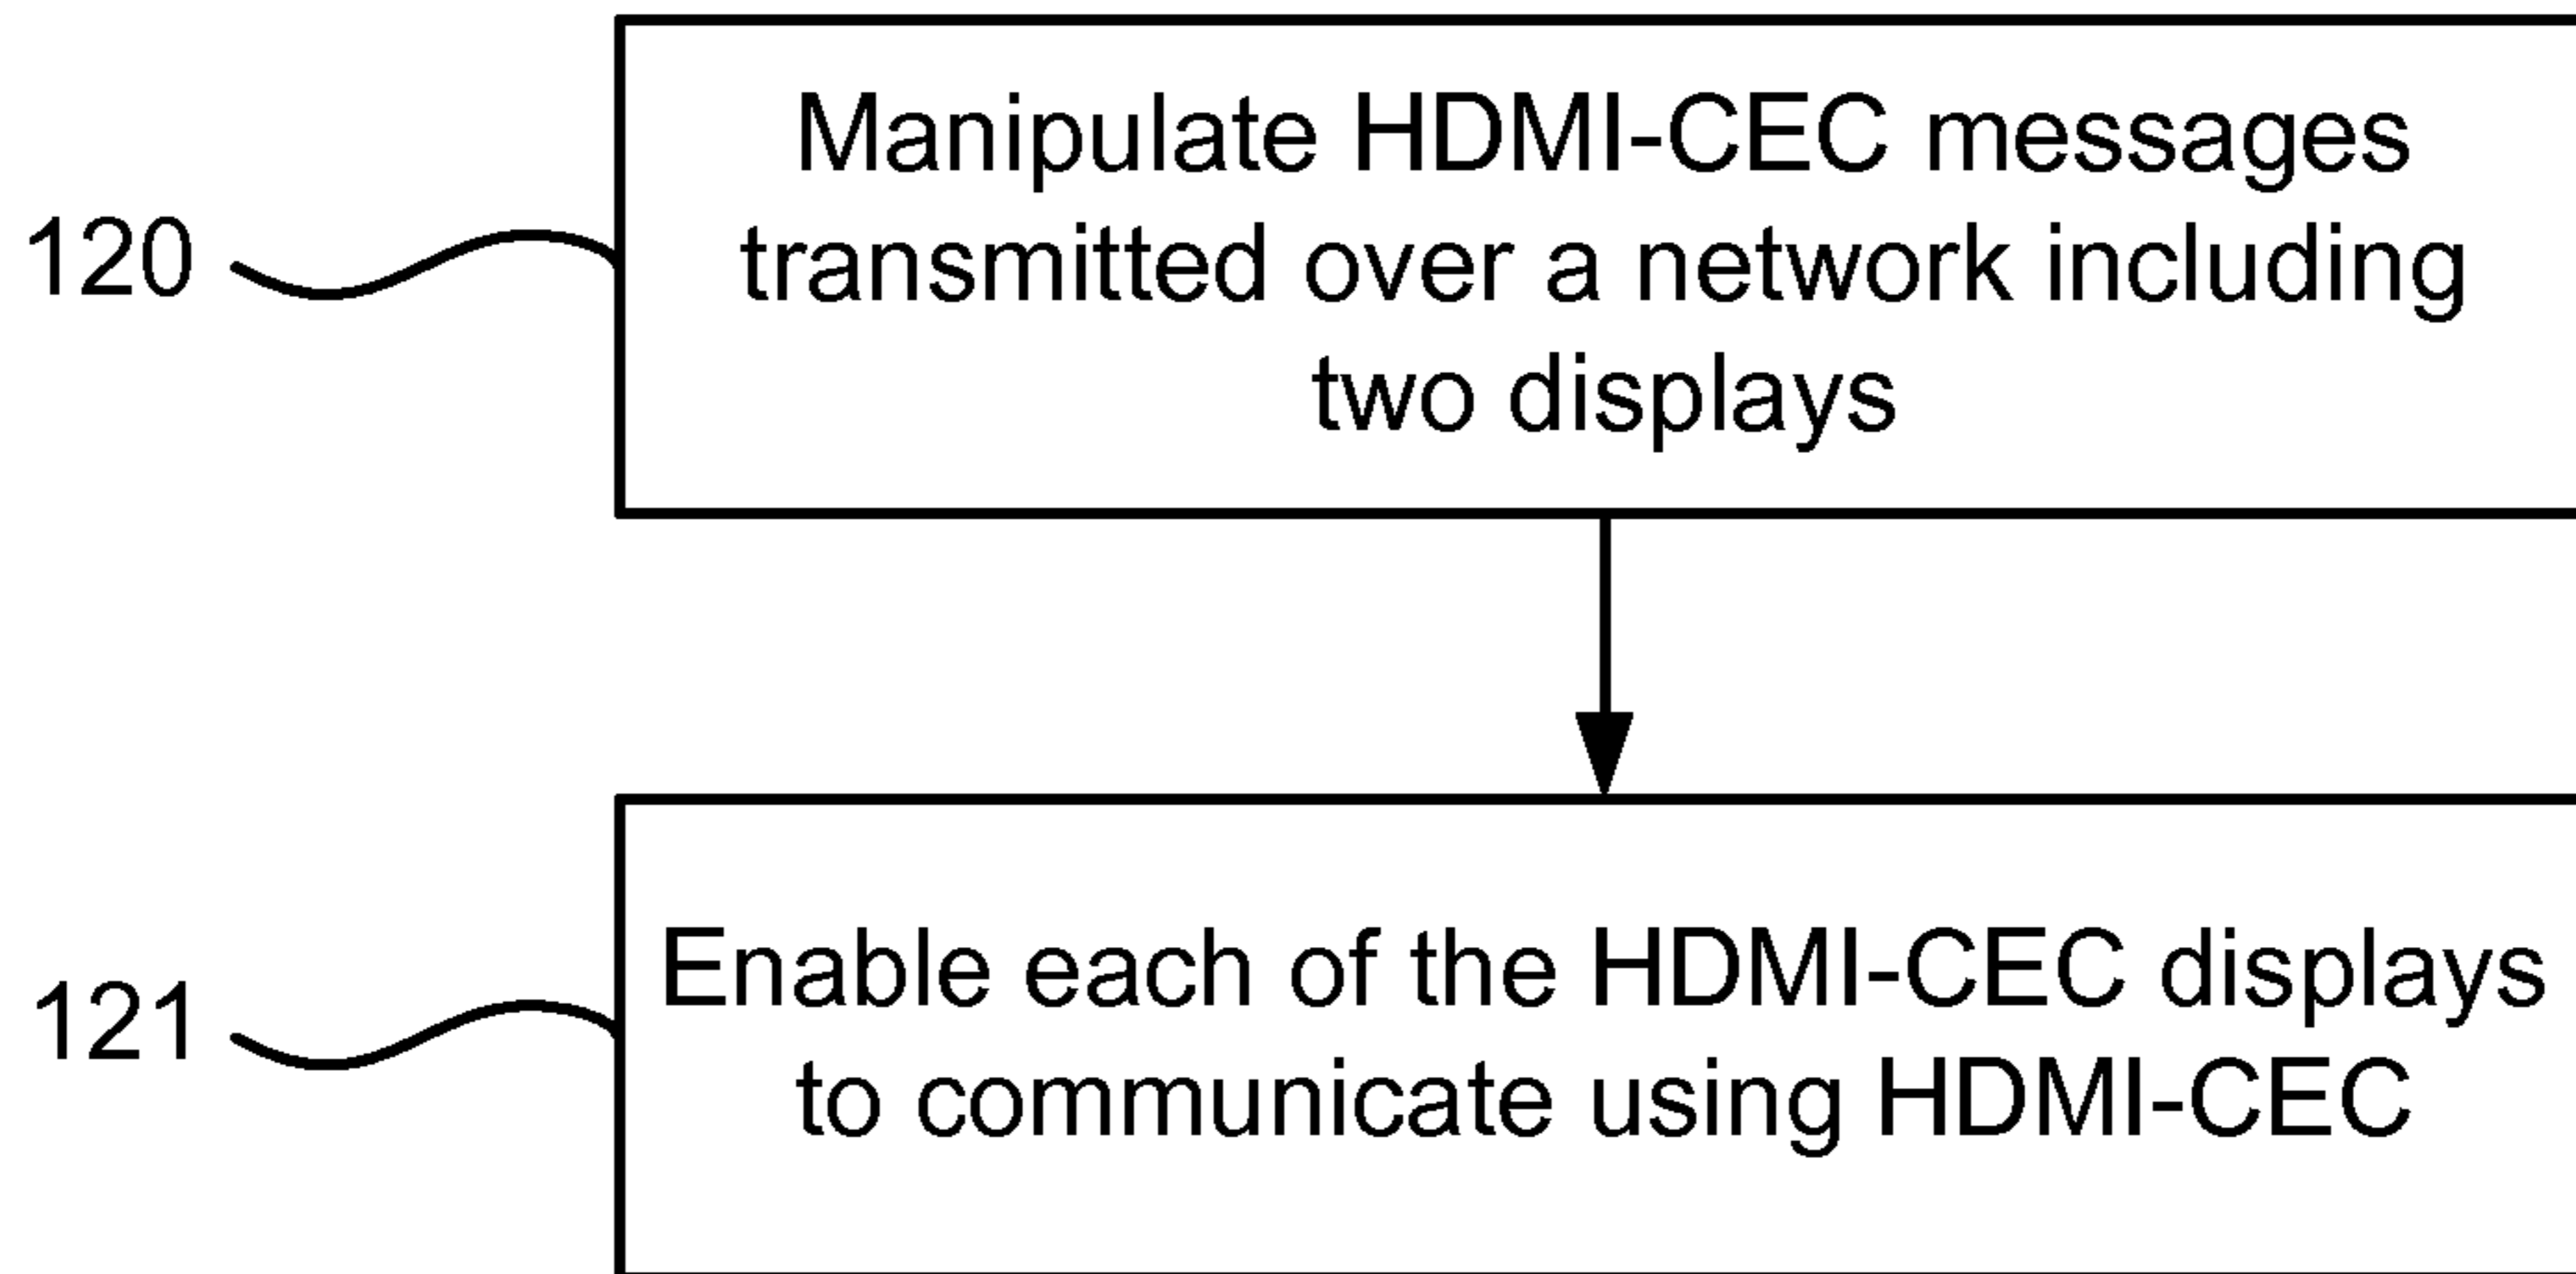 Manipulate HDMI-CEC messages
120
transmitted over a network including
two displays
Enable each of the HDMI-CEC displays
121
to communicate using HDMI-CEC